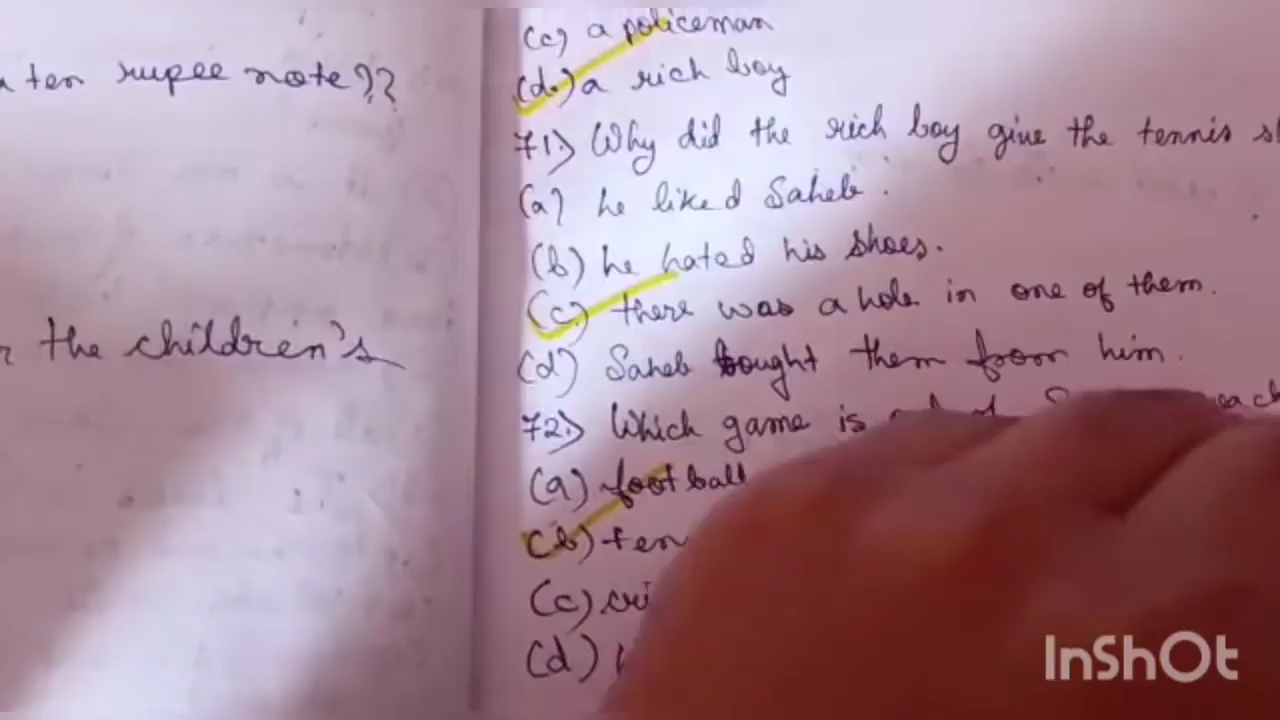 a ten rupee note??
the children's
(c) a policeman
(d.) a rich boy
71.) Why did the rich boy give the tennis
(a) he liked Saheb.
(b) he hated his shoes.
(c.) there was a hole in one of them.
(d) Saheb bought them from him.
72.) Which game is
(a) football
(b)
(c)
(d)
InShOt